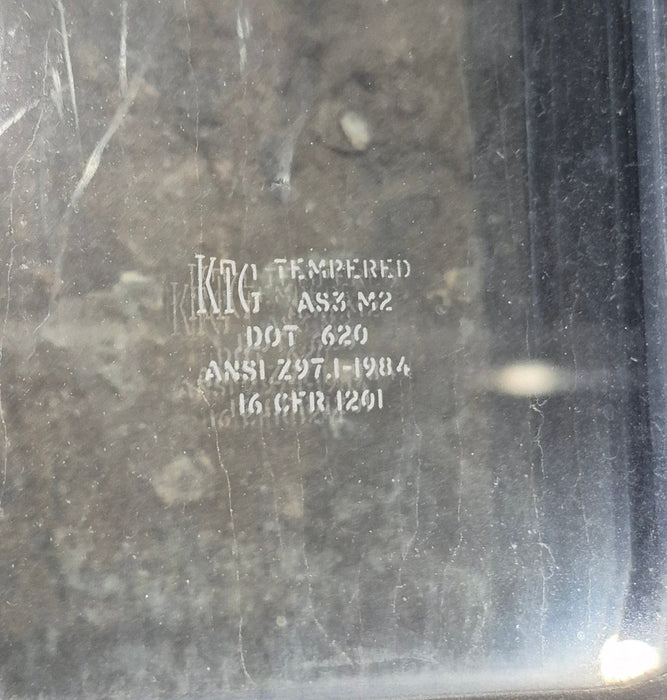 KTG TEMPERED
AS3 M2
DOT 620
ANSI Z97.1-1984
16 CFR 1201